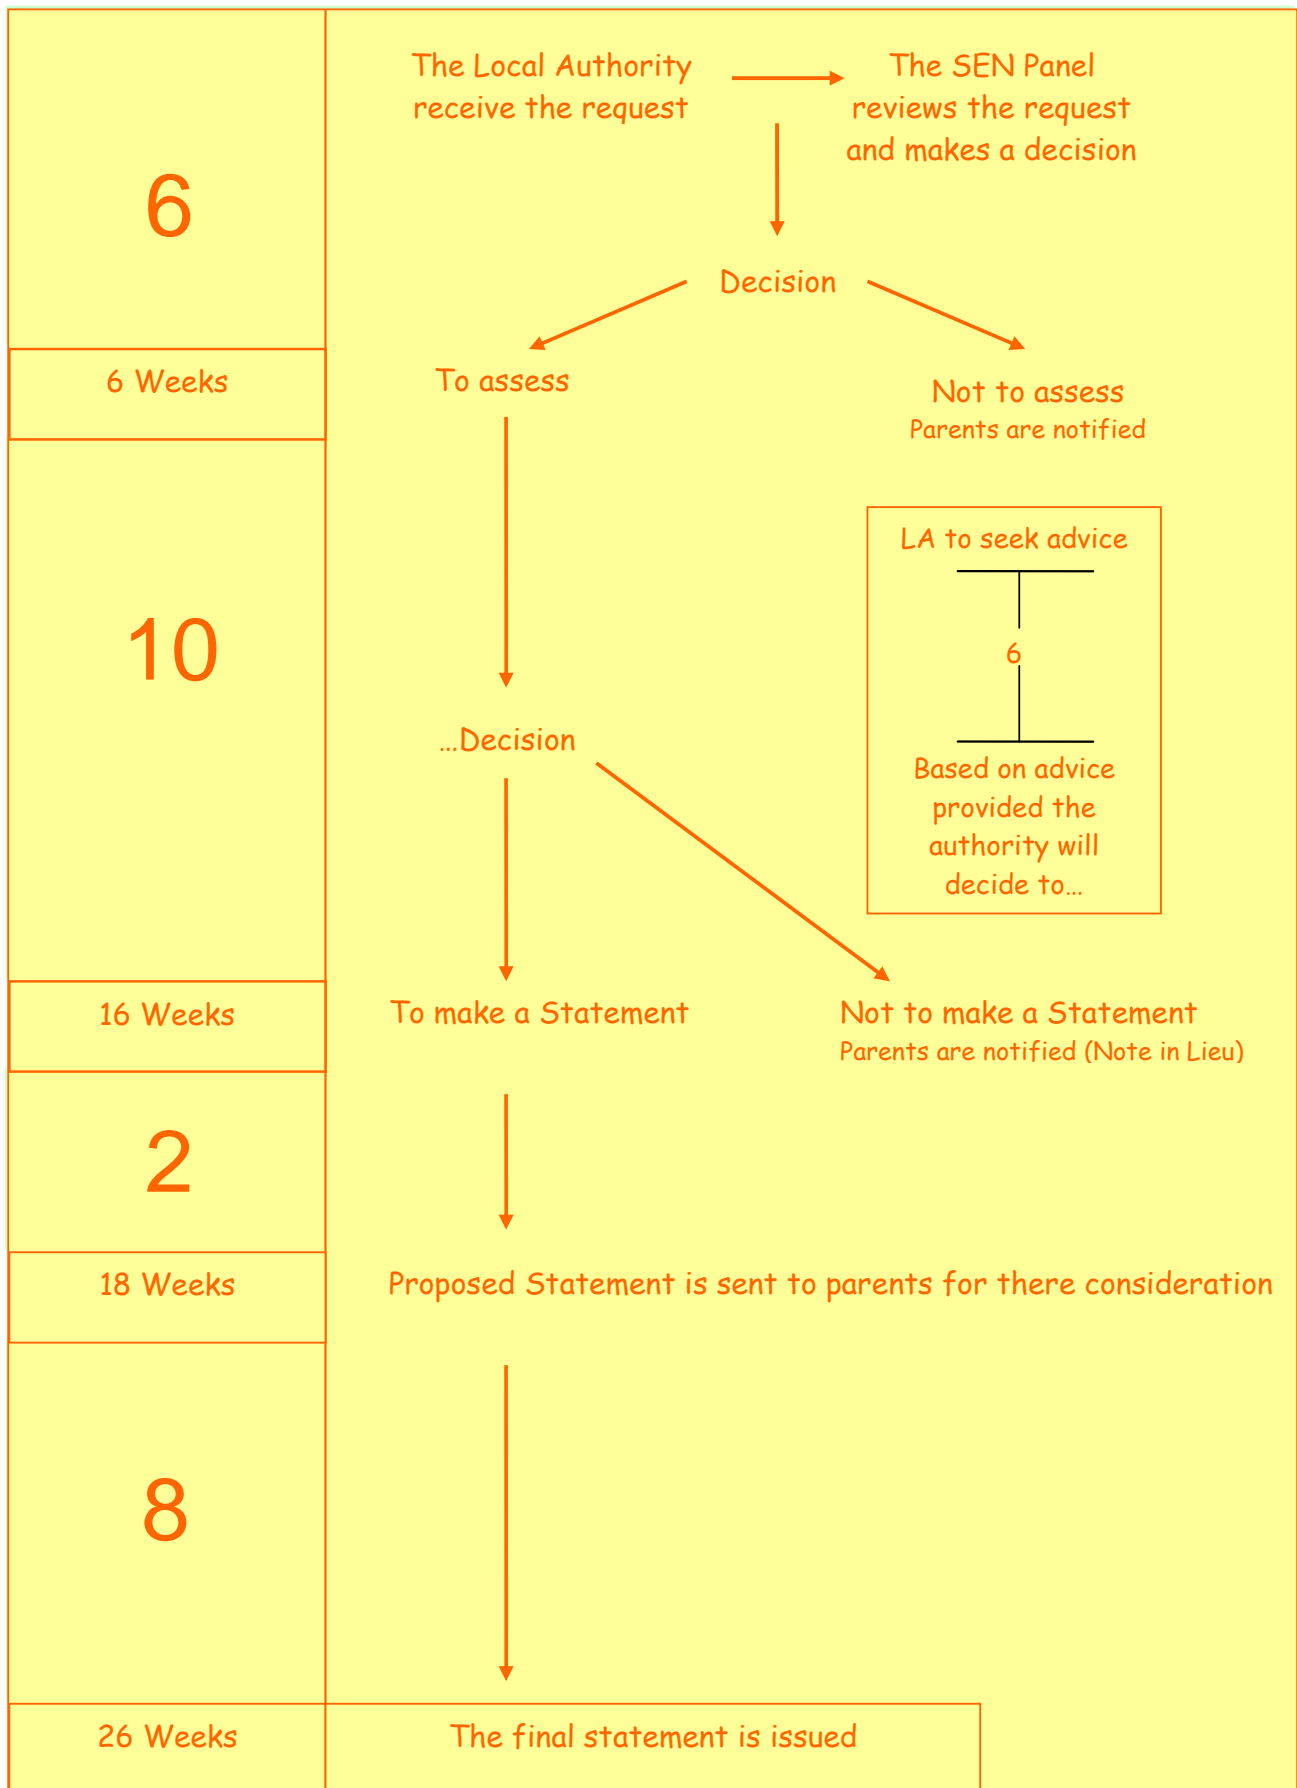 The Local Authority
receive the request
The SEN Panel
reviews the request
and makes a decision
6
Decision
6 Weeks
To assess
Not to assess
Parents are notified
10
LA to seek advice
6
Based on advice
provided the
authority will
decide to…
…Decision
16 Weeks
To make a Statement
Not to make a Statement
Parents are notified (Note in Lieu)
2
18 Weeks
Proposed Statement is sent to parents for there consideration
8
26 Weeks
The final statement is issued